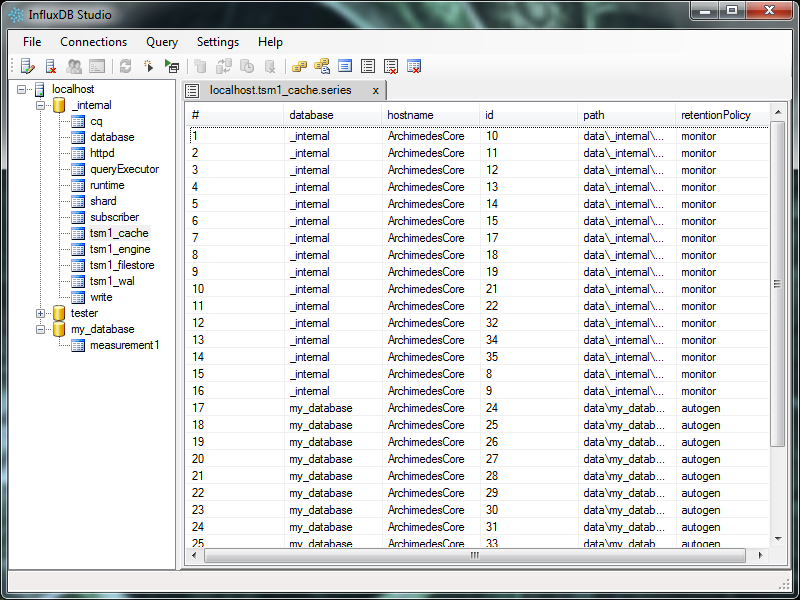 InfluxDB Studio
File Connections Query Settings Help
localhost
_internal
cq
database
httpd
queryExecutor
runtime
shard
subscriber
tsm1_cache
tsm1_engine
tsm1_filestore
tsm1_wal
write
tester
my_database
measurement1
localhost.tsm1_cache.series x
# database hostname id path retentionPolicy
1 _internal ArchimedesCore 10 data\_internal\... monitor
2 _internal ArchimedesCore 11 data\_internal\... monitor
3 _internal ArchimedesCore 12 data\_internal\... monitor
4 _internal ArchimedesCore 13 data\_internal\... monitor
5 _internal ArchimedesCore 14 data\_internal\... monitor
6 _internal ArchimedesCore 15 data\_internal\... monitor
7 _internal ArchimedesCore 17 data\_internal\... monitor
8 _internal ArchimedesCore 18 data\_internal\... monitor
9 _internal ArchimedesCore 19 data\_internal\... monitor
10 _internal ArchimedesCore 21 data\_internal\... monitor
11 _internal ArchimedesCore 22 data\_internal\... monitor
12 _internal ArchimedesCore 32 data\_internal\... monitor
13 _internal ArchimedesCore 34 data\_internal\... monitor
14 _internal ArchimedesCore 35 data\_internal\... monitor
15 _internal ArchimedesCore 8 data\_internal\... monitor
16 _internal ArchimedesCore 9 data\_internal\... monitor
17 my_database ArchimedesCore 24 data\my_datab... autogen
18 my_database ArchimedesCore 25 data\my_datab... autogen
19 my_database ArchimedesCore 26 data\my_datab... autogen
20 my_database ArchimedesCore 27 data\my_datab... autogen
21 my_database ArchimedesCore 28 data\my_datab... autogen
22 my_database ArchimedesCore 29 data\my_datab... autogen
23 my_database ArchimedesCore 30 data\my_datab... autogen
24 my_database ArchimedesCore 31 data\my_datab... autogen
25 my_database ArchimedesCore 33 data\my_datab... autogen